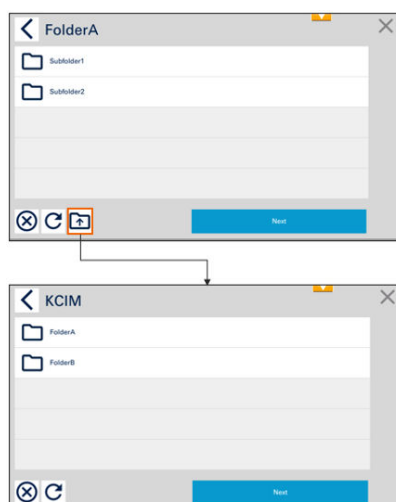 FolderA
Subfolder1
Subfolder2
Next
KCIM
FolderA
FolderB
Next